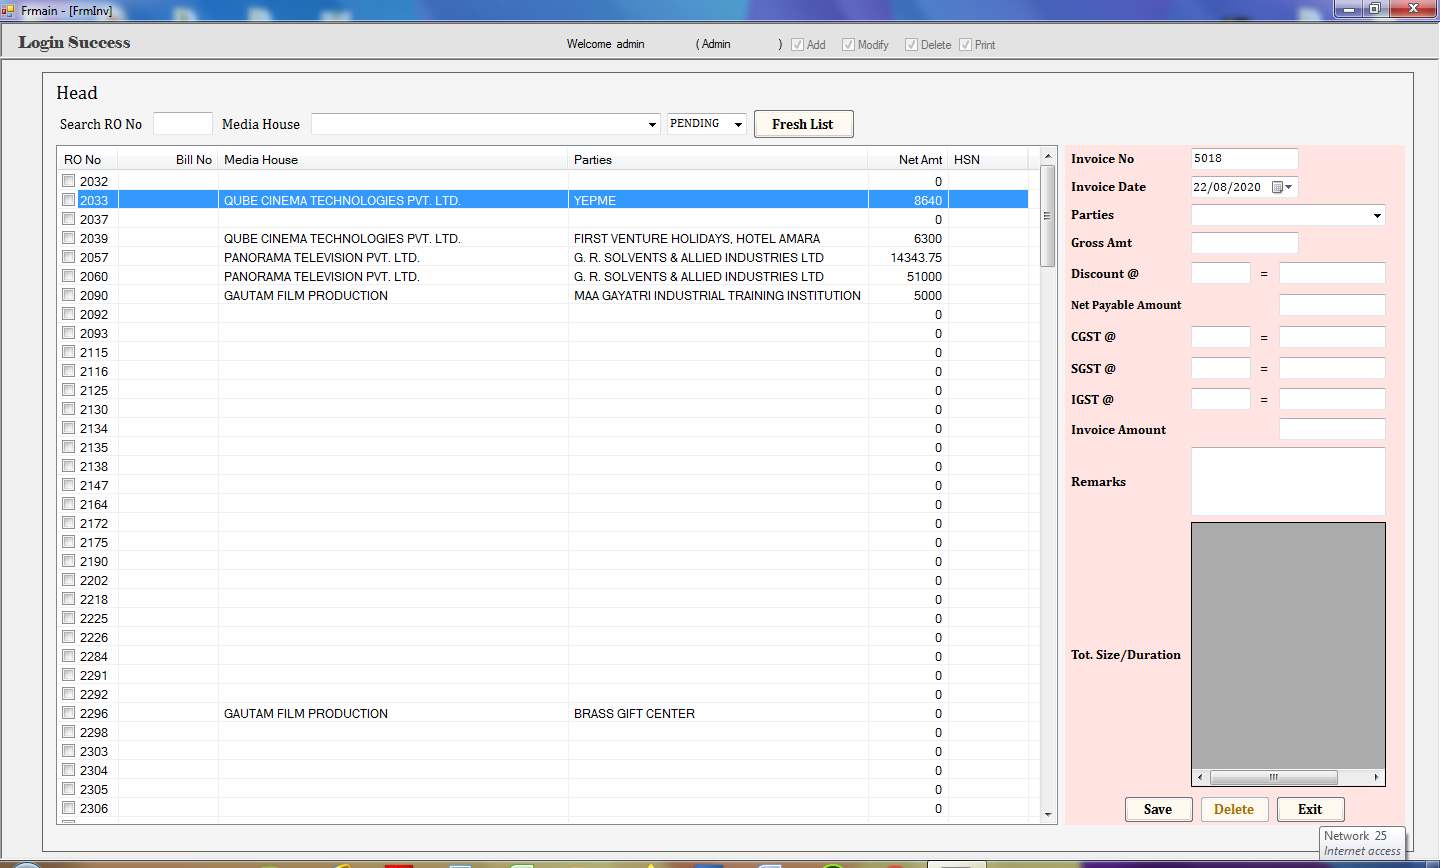 Frmain - [FrmInv]
Login Success
Welcome admin ( Admin ) Add Modify Delete Print
Head
Search RO No Media House PENDING Fresh List
RO No Bill No Media House Parties Net Amt HSN
2032 0
2033 QUBE CINEMA TECHNOLOGIES PVT. LTD. YEPME 8640
2037 0
2039 QUBE CINEMA TECHNOLOGIES PVT. LTD. FIRST VENTURE HOLIDAYS, HOTEL AMARA 6300
2057 PANORAMA TELEVISION PVT. LTD. G. R. SOLVENTS & ALLIED INDUSTRIES LTD 14343.75
2060 PANORAMA TELEVISION PVT. LTD. G. R. SOLVENTS & ALLIED INDUSTRIES LTD 51000
2090 GAUTAM FILM PRODUCTION MAA GAYATRI INDUSTRIAL TRAINING INSTITUTION 5000
2092 0
2093 0
2115 0
2116 0
2125 0
2130 0
2134 0
2135 0
2138 0
2147 0
2164 0
2172 0
2175 0
2190 0
2202 0
2218 0
2225 0
2226 0
2284 0
2291 0
2292 0
2296 GAUTAM FILM PRODUCTION BRASS GIFT CENTER 0
2298 0
2303 0
2304 0
2305 0
2306 0
Invoice No 5018
Invoice Date 22/08/2020
Parties
Gross Amt
Discount @ =
Net Payable Amount
CGST @ =
SGST @ =
IGST @ =
Invoice Amount
Remarks
Tot. Size/Duration
Save Delete Exit
Network 25
Internet access